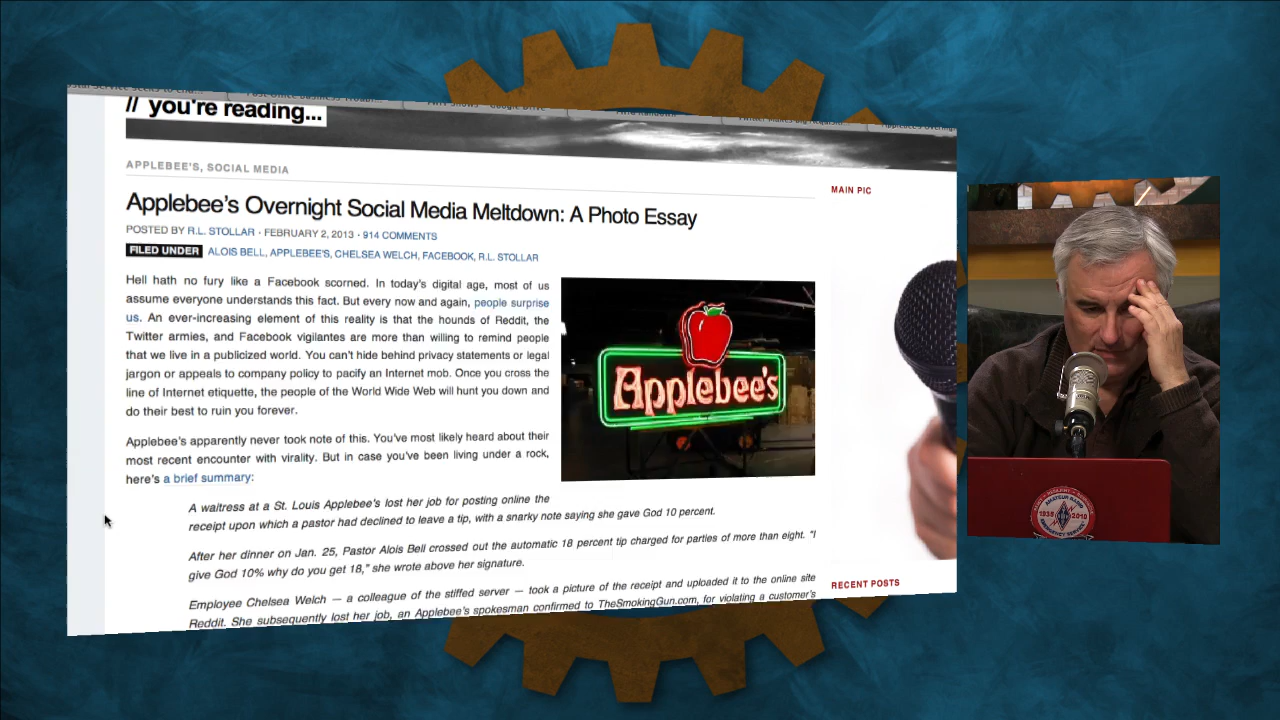 // you're reading...
APPLEBEE'S, SOCIAL MEDIA
Applebee's Overnight Social Media Meltdown: A Photo Essay
POSTED BY R.L. STOLLAR · FEBRUARY 2, 2013 · 914 COMMENTS
FILED UNDER ALOIS BELL, APPLEBEE'S, CHELSEA WELCH, FACEBOOK, R.L. STOLLAR
Hell hath no fury like a Facebook scorned. In today's digital age, most of us
assume everyone understands this fact. But every now and again, people surprise
us. An ever-increasing element of this reality is that the hounds of Reddit, the
Twitter armies, and Facebook vigilantes are more than willing to remind people
that we live in a publicized world. You can't hide behind privacy statements or legal
jargon or appeals to company policy to pacify an Internet mob. Once you cross the
line of Internet etiquette, the people of the World Wide Web will hunt you down and
do their best to ruin you forever.
Applebee's apparently never took note of this. You've most likely heard about their
most recent encounter with virality. But in case you've been living under a rock,
here's a brief summary:
A waitress at a St. Louis Applebee's lost her job for posting online the
receipt upon which a pastor had declined to leave a tip, with a snarky note saying she gave God 10 percent.
After her dinner on Jan. 25, Pastor Alois Bell crossed out the automatic 18 percent tip charged for parties of more than eight. "I
give God 10% why do you get 18," she wrote above her signature.
Employee Chelsea Welch — a colleague of the stiffed server — took a picture of the receipt and uploaded it to the online site
Reddit. She subsequently lost her job, an Applebee's spokesman confirmed to TheSmokingGun.com, for violating a customer's
Applebee's
MAIN PIC
RECENT POSTS
AMATEUR RADIO
1935 2010
EMERGENCY SERVICE